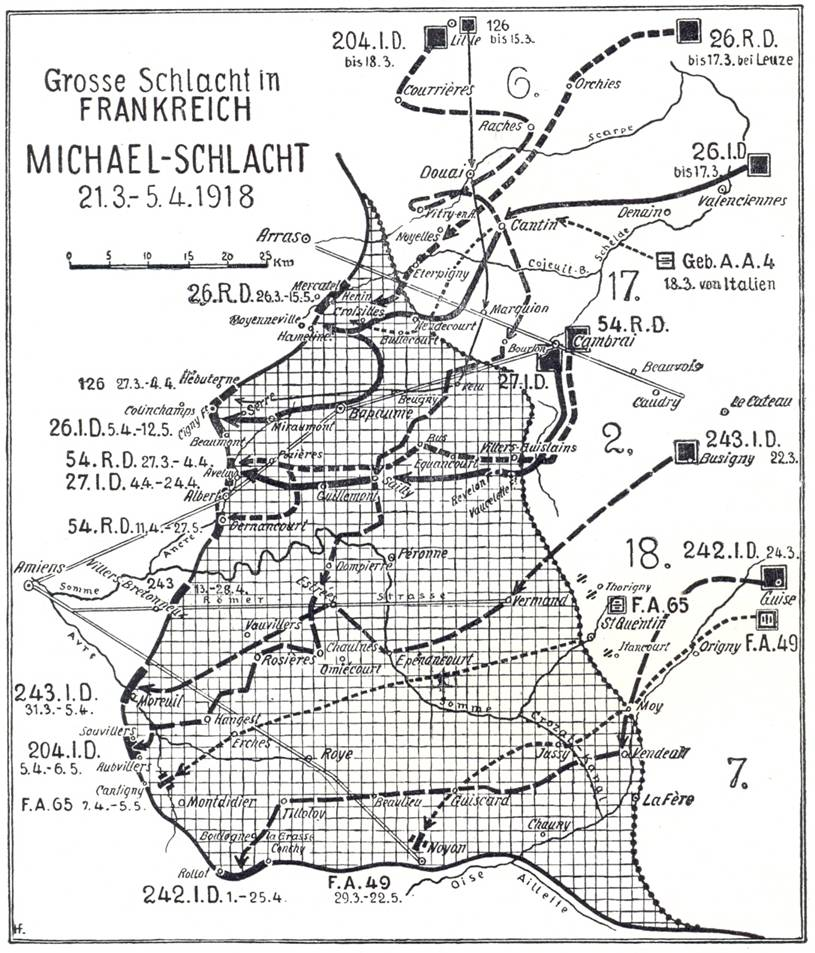 Grosse Schlacht in
FRANKREICH
MICHAEL-SCHLACHT
21.3.-5.4.1918
0 5 10 15 20 25 Km
204.I.D.
bis 18.3.
Lille
126
bis 15.3.
26.R.D.
bis 17.3. bei Leuze
Courrières
6.
Orchies
Raches
Scarpe
Douai
26.I.D
bis 17.3.
Vitry-en-A.
Cantin
Denain
Valenciennes
Arras
Noyelles
Eterpigny
Cojeuil-B.
Schelde
Geb.A.A.4
18.3. von Italien
17.
Mercatel
26.R.D. 26.3.-15.5.
Henin
Croisilles
Moyenneville
Hamelinc.
Hendecourt
Bullecourt
Marquion
54.R.D.
Bourlon
Cambrai
27.I.D.
Beauvois
Caudry
Le Cateau
126 27.3.-4.4.
Hébuterne
Colinchamps
Serre
Beugny
Bapaume
Cigny F.
Miraumont
Beaumont
26.I.D. 5.4.-12.5.
2.
243.I.D.
Busigny 22.3.
54.R.D. 27.3.-4.4.
Pozières
Bus
Equancourt
Villers-Guislains
27.I.D. 4.4.-24.4.
Aveluy
Guillemont
Sailly
Revelon
Vaucelette F.
Albert
54.R.D. 11.4.-27.5.
Dernancourt
Ancre
Amiens
Somme
Villers-Bretonneux
243
13.-28.4.
Péronne
Dompierre
Estrées
Römer Strasse
Vermand
18.
242.I.D. 24.3.
Guise
Thorigny
F.A.65
St Quentin
Itancourt
Origny
F.A.49
Avre
Vauvillers
Chaulnes
Rosières
Omiécourt
Epénancourt
Somme
243.I.D.
31.3.-5.4.
Moreuil
Hangest
Crozat-Kanal
Moy
204.I.D.
5.4.-6.5.
Souvillers
Aubvillers
Erches
Roye
Jussy
Vendeuil
7.
Cantigny
F.A.65 7.4.-5.5.
Montdidier
Tilloloy
Beaulieu
Guiscard
La Fère
Chauny
Boulogne la Grasse
Conchy
Noyon
Rollot
242.I.D. 1.-25.4.
F.A.49
29.3.-22.5.
Oise
Aillette
Hf.